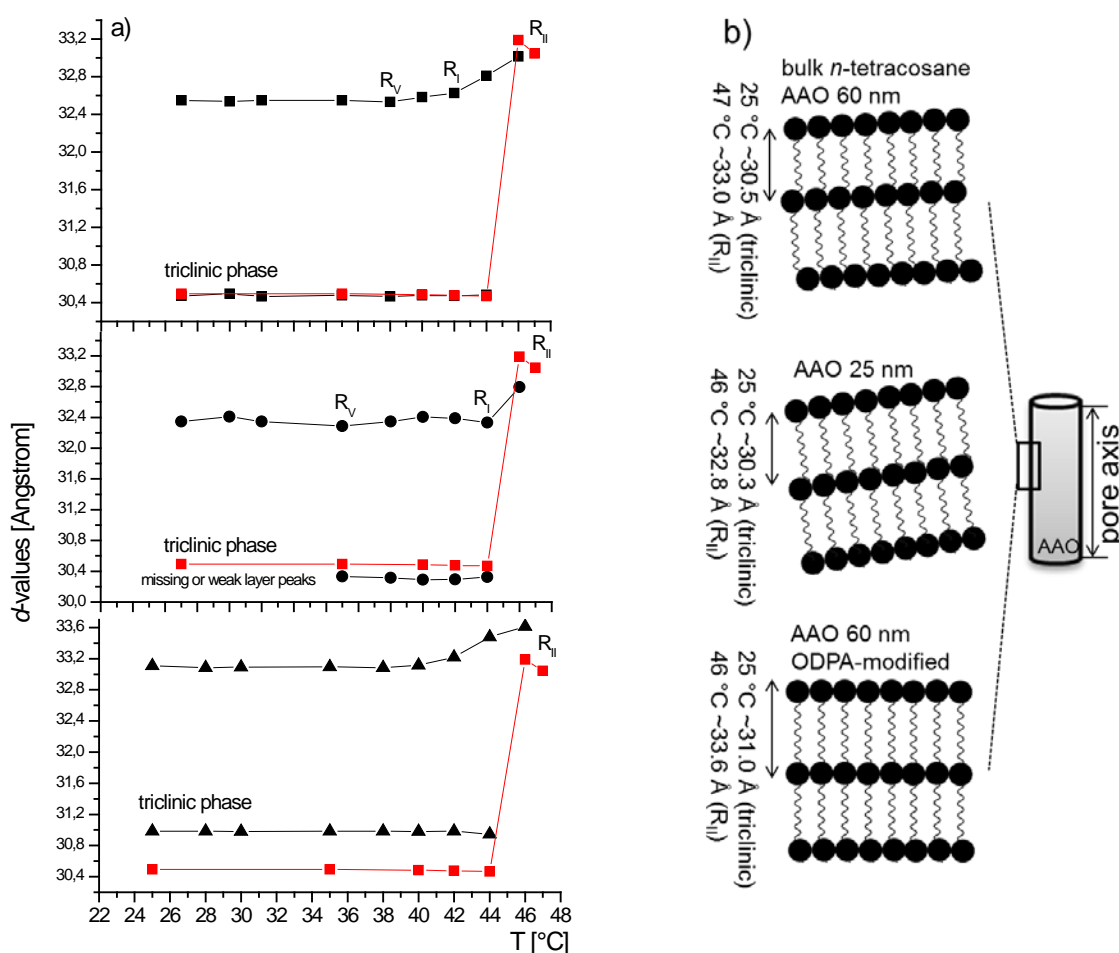 a)
33,2
32,8
32,4
32,0
31,6
31,2
30,8
30,4
R_V
R_I
R_II
triclinic phase
33,2
32,8
32,4
32,0
31,6
31,2
30,8
30,4
30,0
R_V
R_I
R_II
triclinic phase
missing or weak layer peaks
33,6
33,2
32,8
32,4
32,0
31,6
31,2
30,8
30,4
R_II
triclinic phase
d-values [Angstrom]
22 24 26 28 30 32 34 36 38 40 42 44 46 48
T [°C]
b)
bulk n-tetracosane
AAO 60 nm
25 °C ~30.5 Å (triclinic)
47 °C ~33.0 Å (R_II)
AAO 25 nm
25 °C ~30.3 Å (triclinic)
46 °C ~32.8 Å (R_II)
AAO 60 nm
ODPA-modified
25 °C ~31.0 Å (triclinic)
46 °C ~33.6 Å (R_II)
pore axis
AAO